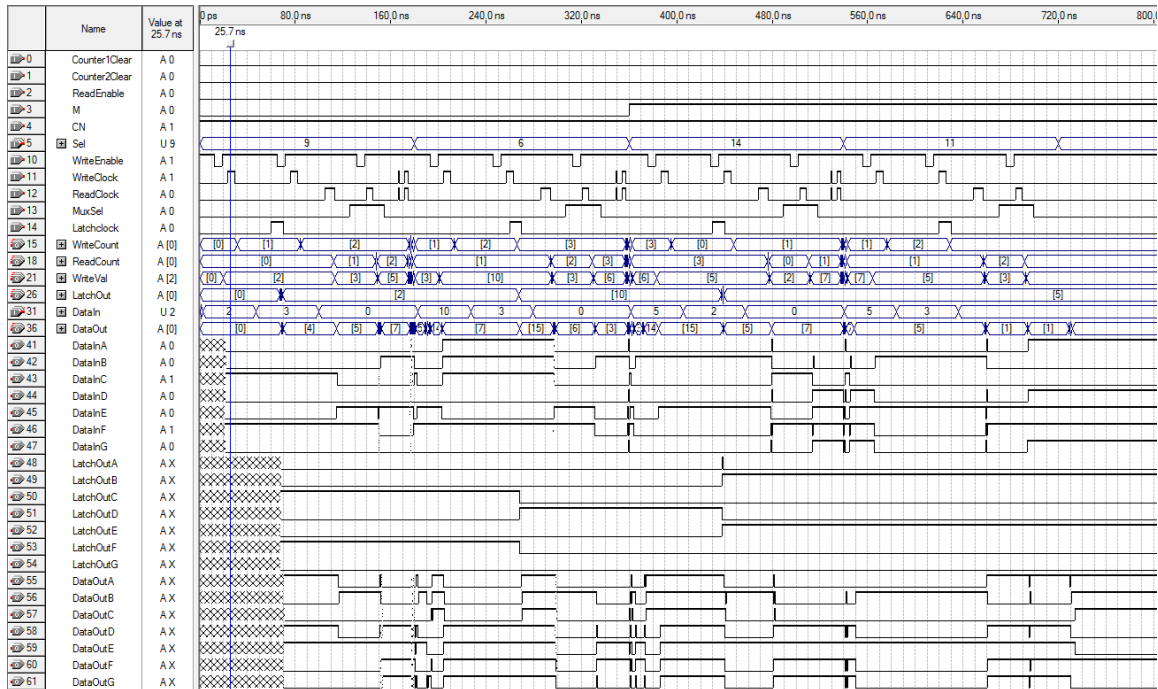 Name Value at 25.7 ns 0 ps 80.0 ns 160.0 ns 240.0 ns 320.0 ns 400.0 ns 480.0 ns 560.0 ns 640.0 ns 720.0 ns 800.
25.7 ns
0 Counter1Clear A 0
1 Counter2Clear A 0
2 ReadEnable A 0
3 M A 0
4 CN A 1
5 Sel U 9 9 6 14 11
10 WriteEnable A 1
11 WriteClock A 1
12 ReadClock A 0
13 MuxSel A 0
14 Latchclock A 0
15 WriteCount A [0] [0] [1] [2] [1] [2] [3] [3] [0] [1] [1] [2]
18 ReadCount A [0] [0] [1] [2] [1] [2] [3] [3] [0] [1] [1] [2]
21 WriteVal A [2] [0] [2] [3] [5] [3] [10] [3] [6] [6] [5] [2] [7] [7] [5] [3]
26 LatchOut A [0] [0] [2] [10] [5]
31 DataIn U 2 2 3 0 10 3 0 5 2 0 5 3
36 DataOut A [0] [0] [4] [5] [7] [7] [15] [6] [3] [15] [5] [7] [5] [1] [1]
41 DataInA A 0
42 DataInB A 0
43 DataInC A 1
44 DataInD A 0
45 DataInE A 0
46 DataInF A 1
47 DataInG A 0
48 LatchOutA A X
49 LatchOutB A X
50 LatchOutC A X
51 LatchOutD A X
52 LatchOutE A X
53 LatchOutF A X
54 LatchOutG A X
55 DataOutA A X
56 DataOutB A X
57 DataOutC A X
58 DataOutD A X
59 DataOutE A X
60 DataOutF A X
61 DataOutG A X